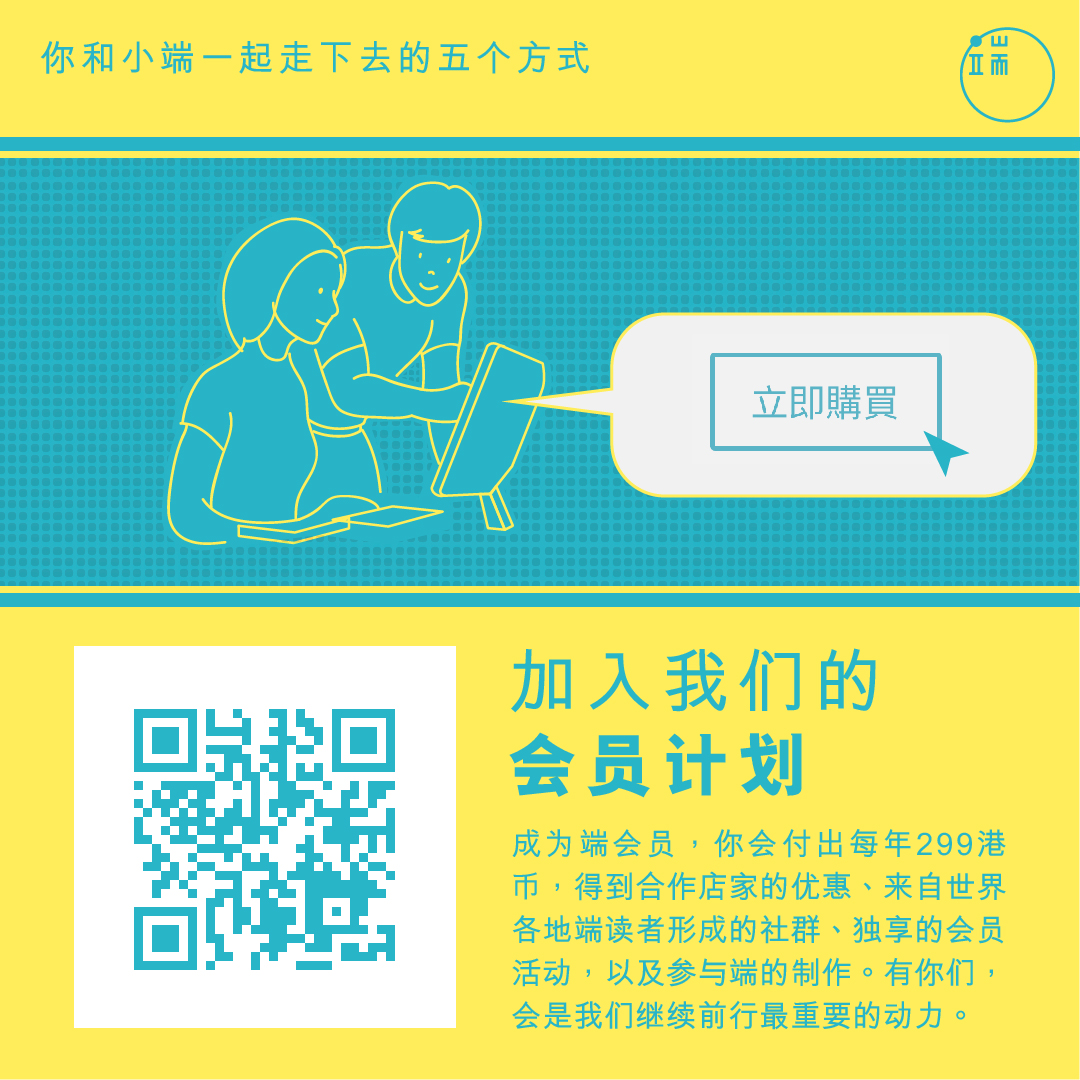 你和小端一起走下去的五个方式
端
立即購買
加入我们的
会员计划
成为端会员，你会付出每年299港
币，得到合作店家的优惠、来自世界
各地端读者形成的社群、独享的会员
活动，以及参与端的制作。有你们，
会是我们继续前行最重要的动力。